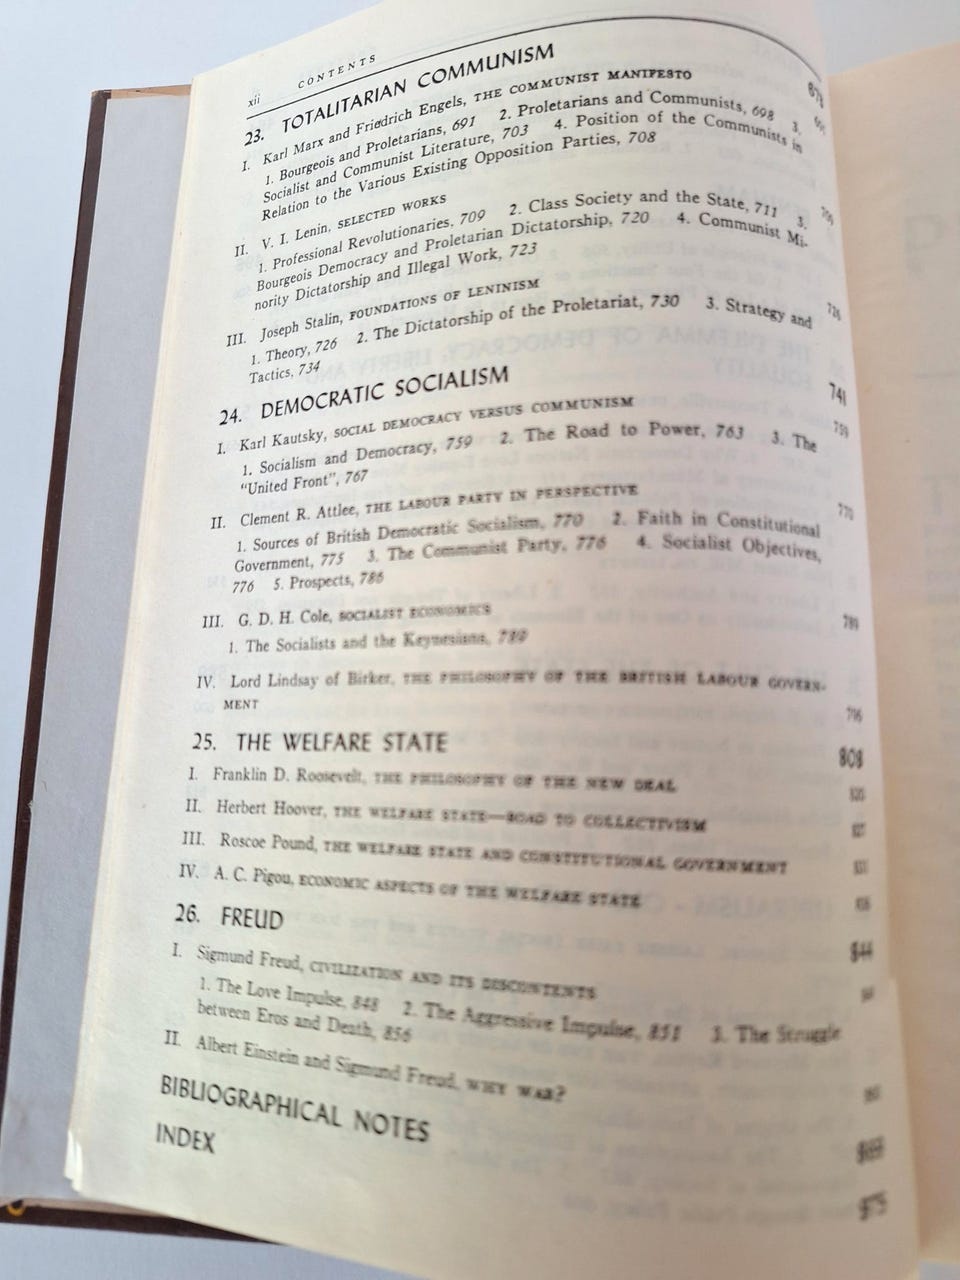 xii
CONTENTS
23. TOTALITARIAN COMMUNISM
I. Karl Marx and Friedrich Engels, THE COMMUNIST MANIFESTO
1. Bourgeois and Proletarians, 691 2. Proletarians and Communists, 698 3.
Socialist and Communist Literature, 703 4. Position of the Communists in
Relation to the Various Existing Opposition Parties, 708
II. V. I. Lenin, SELECTED WORKS 709
1. Professional Revolutionaries, 709 2. Class Society and the State, 711 3.
Bourgeois Democracy and Proletarian Dictatorship, 720 4. Communist Mi-
nority Dictatorship and Illegal Work, 723
III. Joseph Stalin, FOUNDATIONS OF LENINISM 726
1. Theory, 726 2. The Dictatorship of the Proletariat, 730 3. Strategy and
Tactics, 734
24. DEMOCRATIC SOCIALISM 741
I. Karl Kautsky, SOCIAL DEMOCRACY VERSUS COMMUNISM 759
1. Socialism and Democracy, 759 2. The Road to Power, 763 3. The
"United Front", 767
II. Clement R. Attlee, THE LABOUR PARTY IN PERSPECTIVE 770
1. Sources of British Democratic Socialism, 770 2. Faith in Constitutional
Government, 775 3. The Communist Party, 776 4. Socialist Objectives,
776 5. Prospects, 786
III. G. D. H. Cole, SOCIALIST ECONOMICS 789
1. The Socialists and the Keynesians, 789
IV. Lord Lindsay of Birker, THE PHILOSOPHY OF THE BRITISH LABOUR GOVERN-
MENT 796
25. THE WELFARE STATE 808
I. Franklin D. Roosevelt, THE PHILOSOPHY OF THE NEW DEAL
II. Herbert Hoover, THE WELFARE STATE—ROAD TO COLLECTIVISM
III. Roscoe Pound, THE WELFARE STATE AND CONSTITUTIONAL GOVERNMENT
IV. A. C. Pigou, ECONOMIC ASPECTS OF THE WELFARE STATE
26. FREUD 844
I. Sigmund Freud, CIVILIZATION AND ITS DISCONTENTS
1. The Love Impulse, 848 2. The Aggressive Impulse, 851 3. The Struggle
between Eros and Death, 856
II. Albert Einstein and Sigmund Freud, WHY WAR?
BIBLIOGRAPHICAL NOTES 869
INDEX 975